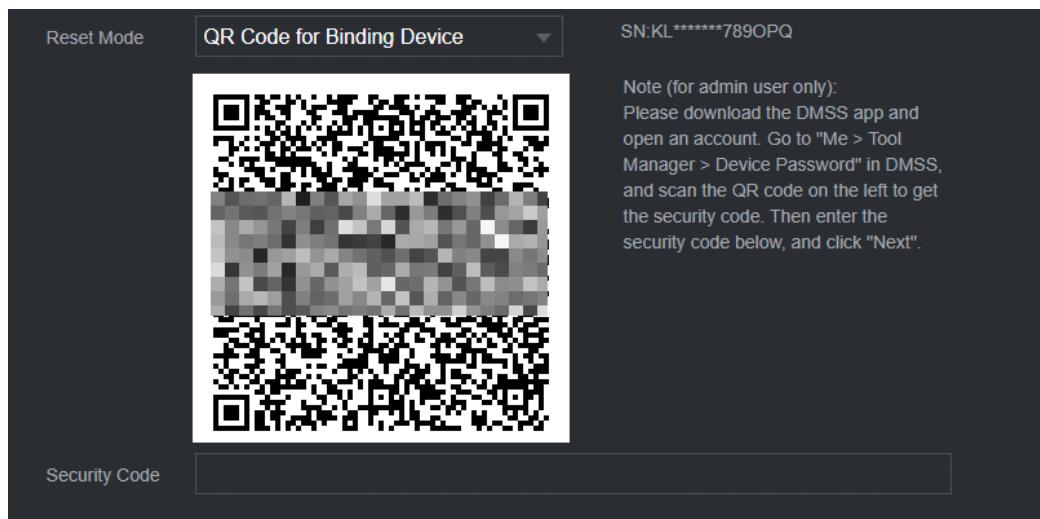 Reset Mode
QR Code for Binding Device
SN:KL*******789OPQ
Note (for admin user only):
Please download the DMSS app and
open an account. Go to "Me > Tool
Manager > Device Password" in DMSS,
and scan the QR code on the left to get
the security code. Then enter the
security code below, and click "Next".
Security Code